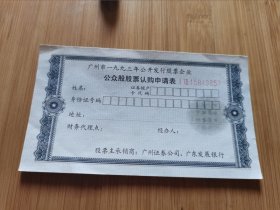 广州市一九九三年公开发行股票企业
公众股股票认购申请表
姓名:
证券账户
卡代码
身份证号码
地址:
财务代理点:
经办人:
股票主承销商:广州证券公司、广东发展银行